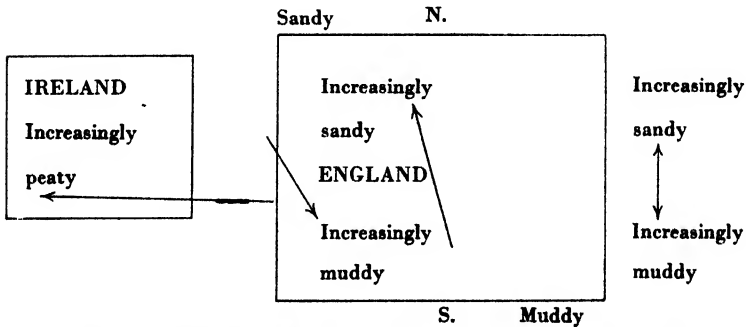 Sandy N.
IRELAND
Increasingly
peaty
Increasingly
sandy
ENGLAND
Increasingly
muddy
Increasingly
sandy
Increasingly
muddy
S. Muddy